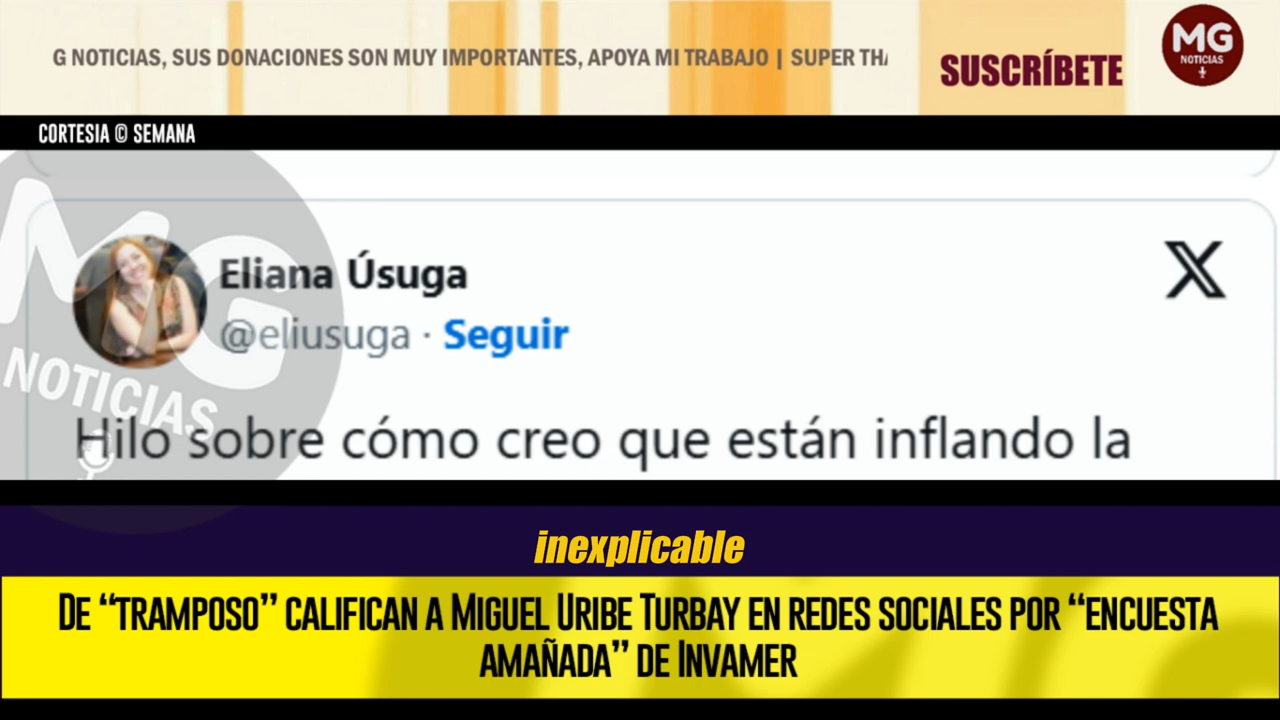 G NOTICIAS, SUS DONACIONES SON MUY IMPORTANTES, APOYA MI TRABAJO | SUPER
SUSCRÍBETE
MG
NOTICIAS
CORTESIA © SEMANA
MG
NOTICIAS
Eliana Úsuga
@eliusuga · Seguir
X
Hilo sobre cómo creo que están inflando la
inexplicable
DE “TRAMPOSO” CALIFICAN A MIGUEL URIBE TURBAY EN REDES SOCIALES POR “ENCUESTA
AMAÑADA” DE INVAMER